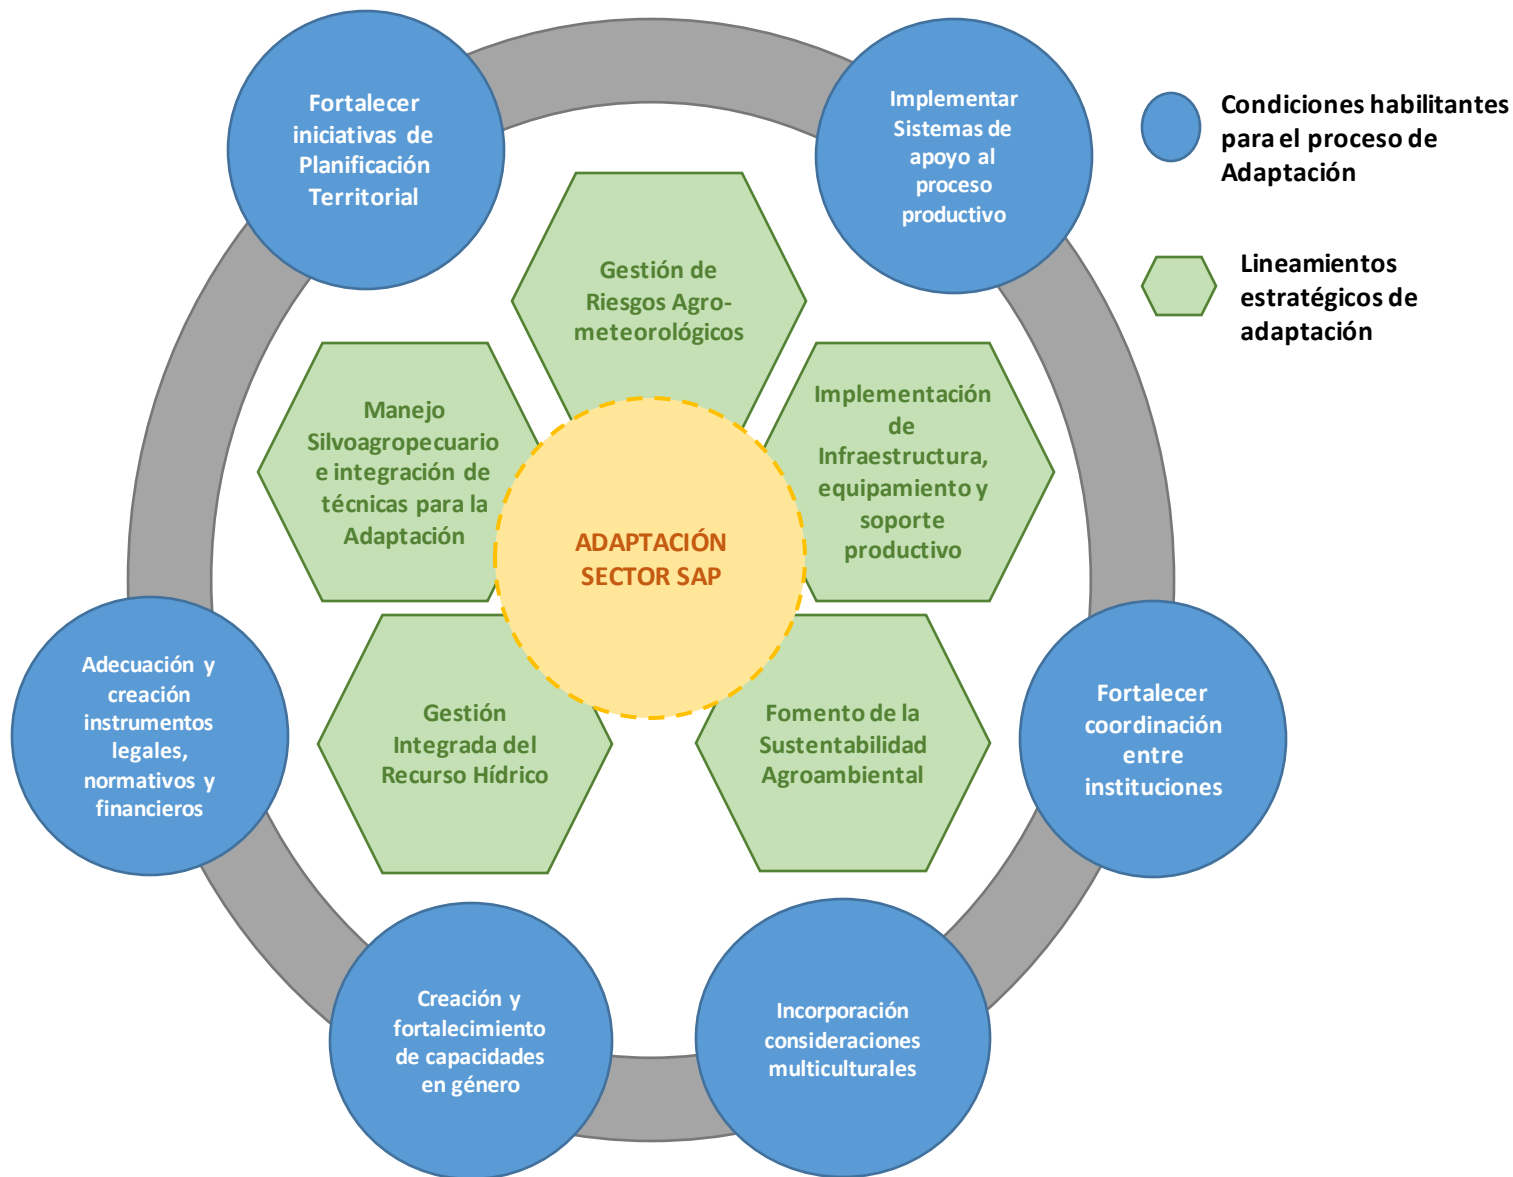 Fortalecer
iniciativas de
Planificación
Territorial
Implementar
Sistemas de
apoyo al
proceso
productivo
Condiciones habilitantes
para el proceso de
Adaptación
Lineamientos
estratégicos de
adaptación
Gestión de
Riesgos Agro-
meteorológicos
Manejo
Silvoagropecuario
e integración de
técnicas para la
Adaptación
Implementación
de
Infraestructura,
equipamiento y
soporte
productivo
ADAPTACIÓN
SECTOR SAP
Adecuación y
creación
instrumentos
legales,
normativos y
financieros
Gestión
Integrada del
Recurso Hídrico
Fomento de la
Sustentabilidad
Agroambiental
Fortalecer
coordinación
entre
instituciones
Creación y
fortalecimiento
de capacidades
en género
Incorporación
consideraciones
multiculturales